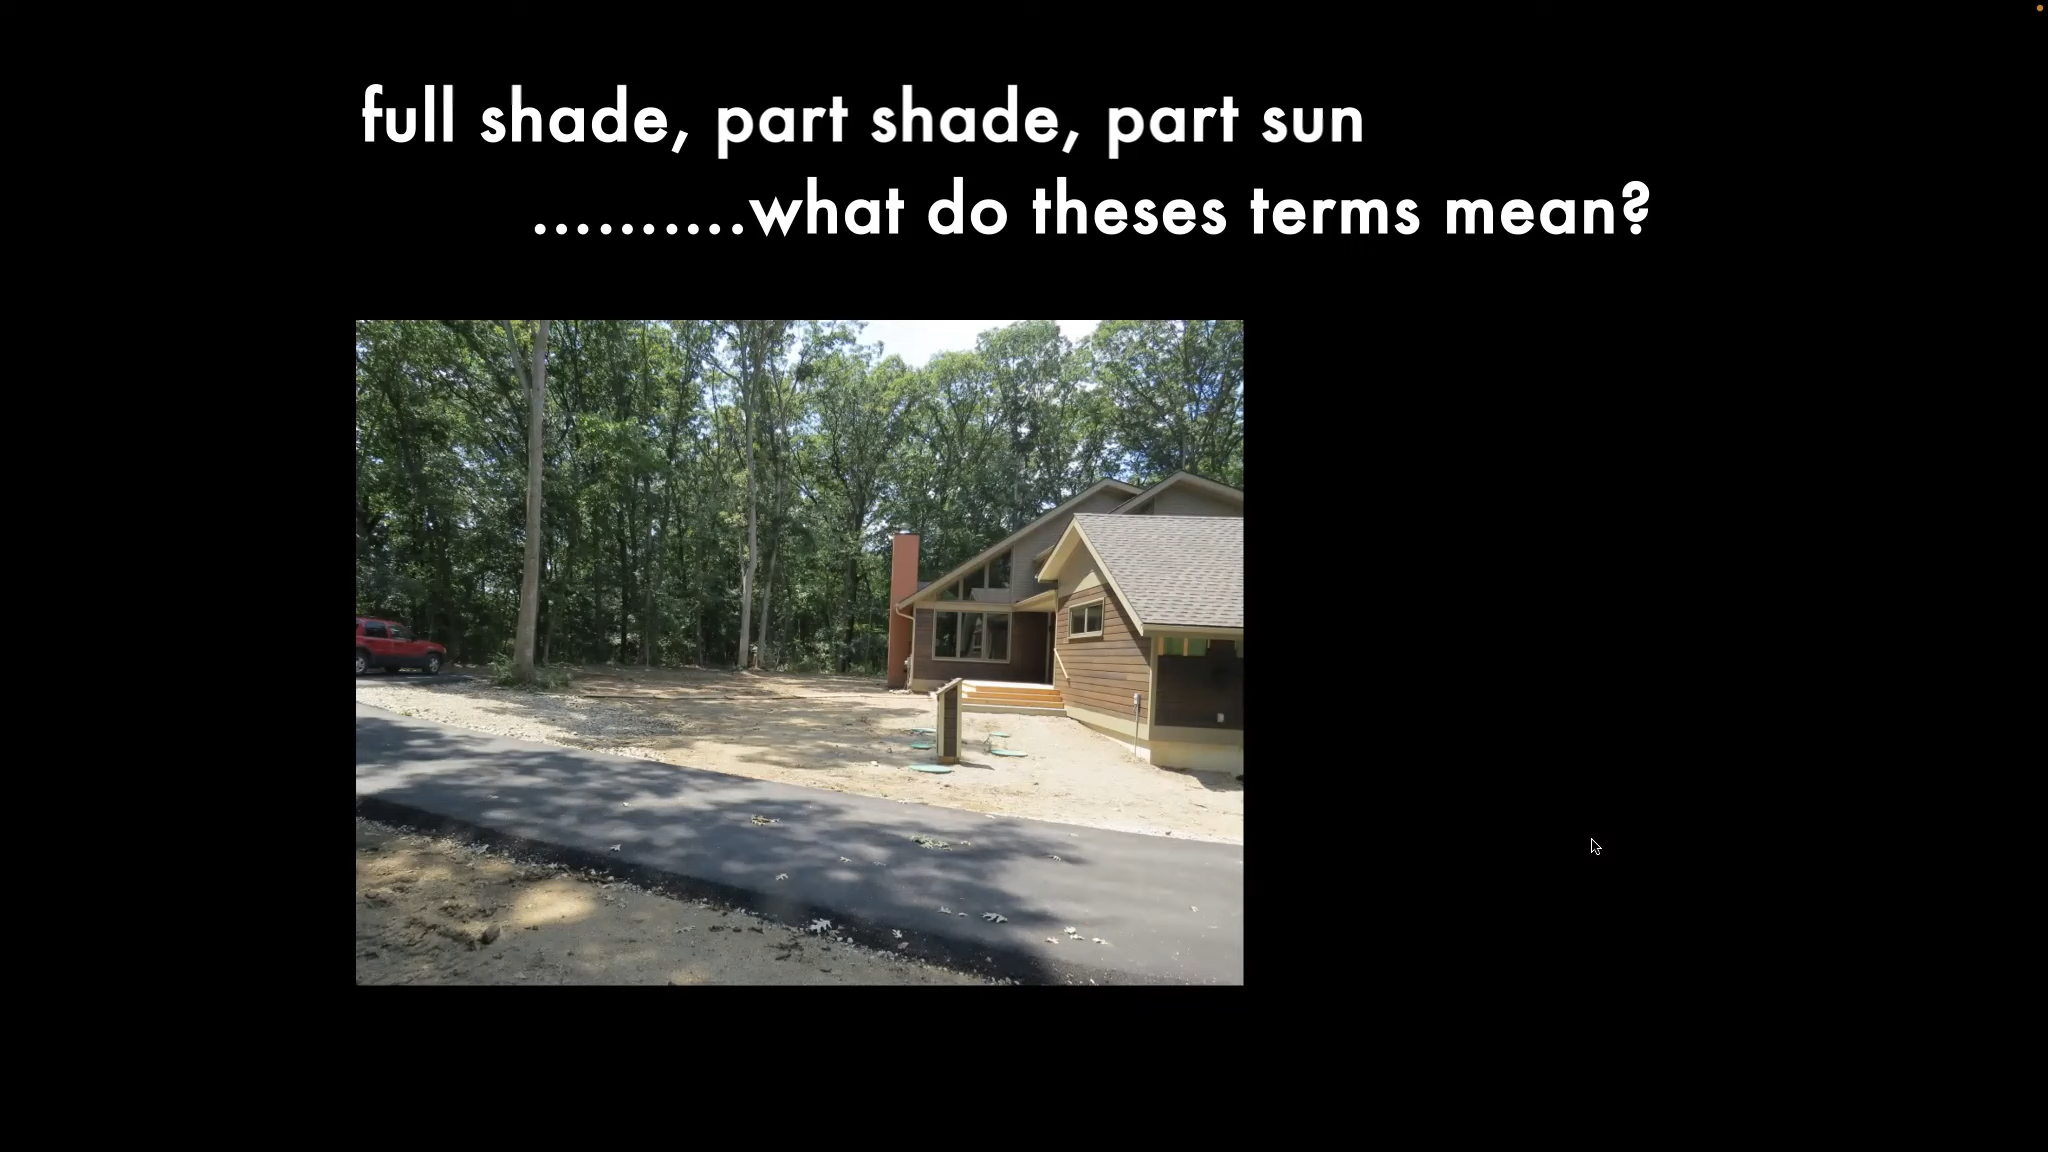 full shade, part shade, part sun
..........what do theses terms mean?